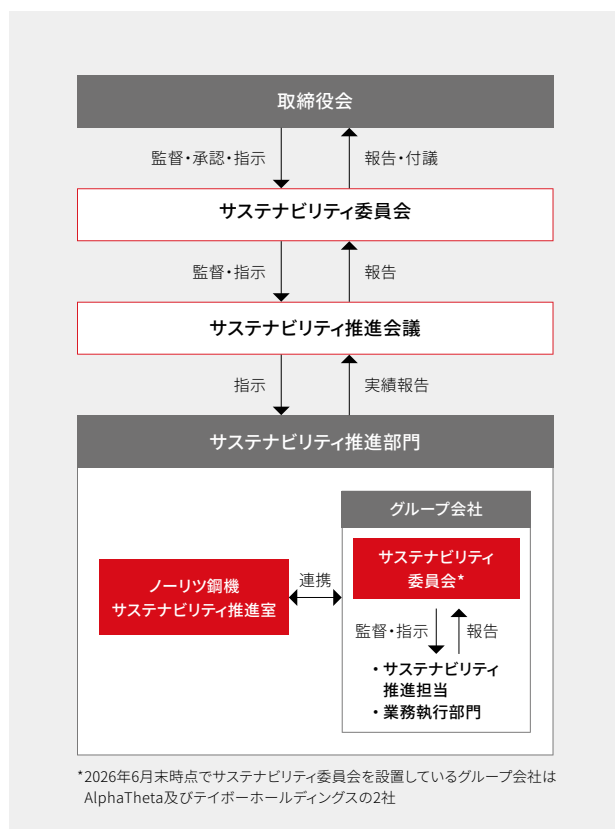 取締役会
監督・承認・指示
報告・付議
サステナビリティ委員会
監督・指示
報告
サステナビリティ推進会議
指示
実績報告
サステナビリティ推進部門
グループ会社
ノーリツ鋼機
サステナビリティ推進室
連携
サステナビリティ
委員会*
監督・指示
報告
・サステナビリティ
推進担当
・業務執行部門
*2026年6月末時点でサステナビリティ委員会を設置しているグループ会社は
AlphaTheta及びテイボーホールディングスの2社